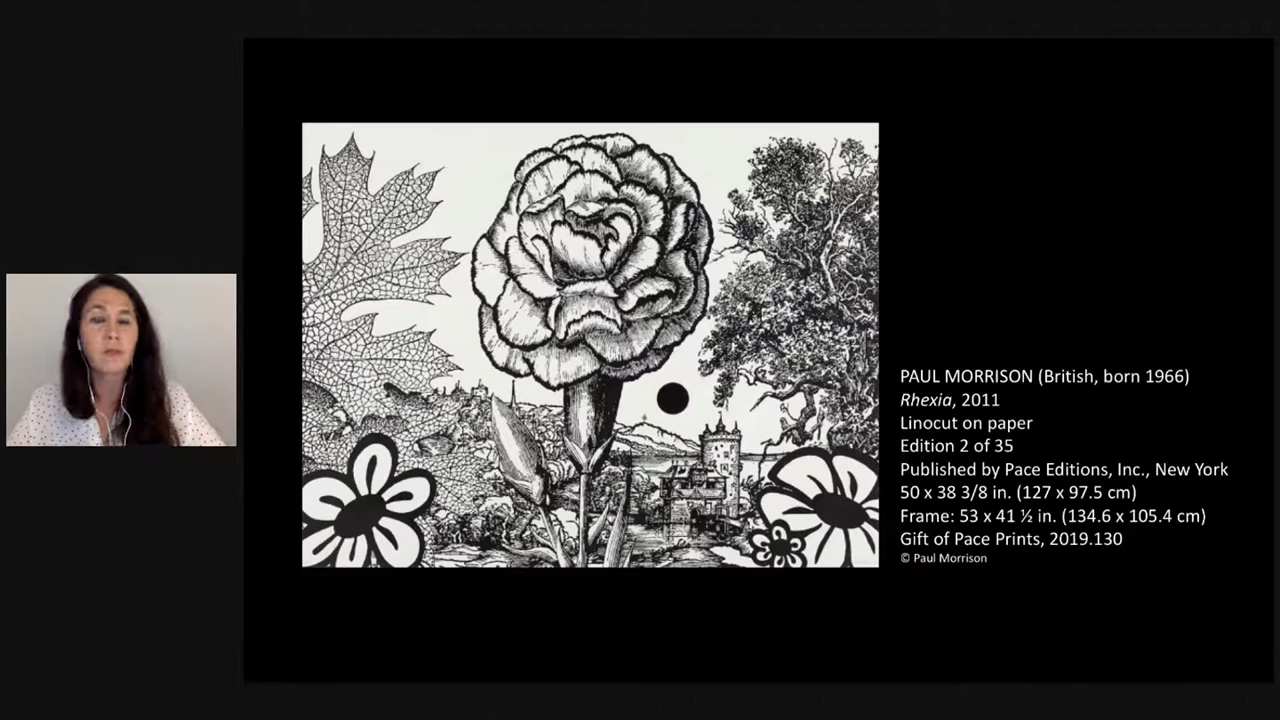 PAUL MORRISON (British, born 1966)
Rhexia, 2011
Linocut on paper
Edition 2 of 35
Published by Pace Editions, Inc., New York
50 x 38 3/8 in. (127 x 97.5 cm)
Frame: 53 x 41 ½ in. (134.6 x 105.4 cm)
Gift of Pace Prints, 2019.130
© Paul Morrison